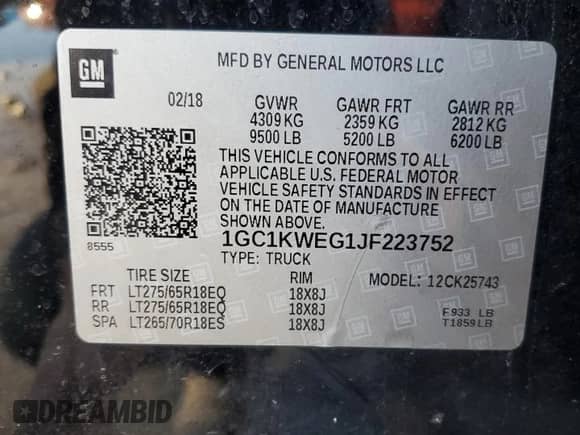 GM
MFD BY GENERAL MOTORS LLC
02/18 GVWR GAWR FRT GAWR RR
4309 KG 2359 KG 2812 KG
9500 LB 5200 LB 6200 LB
THIS VEHICLE CONFORMS TO ALL
APPLICABLE U.S. FEDERAL MOTOR
VEHICLE SAFETY STANDARDS IN EFFECT
ON THE DATE OF MANUFACTURE
SHOWN ABOVE.
8555
1GC1KWEG1JF223752
TYPE: TRUCK
TIRE SIZE RIM MODEL: 12CK25743
FRT LT275/65R18EQ 18X8J
RR LT275/65R18EQ 18X8J
SPA LT265/70R18ES 18X8J
F 933 LB
T1859LB
DREAMBID